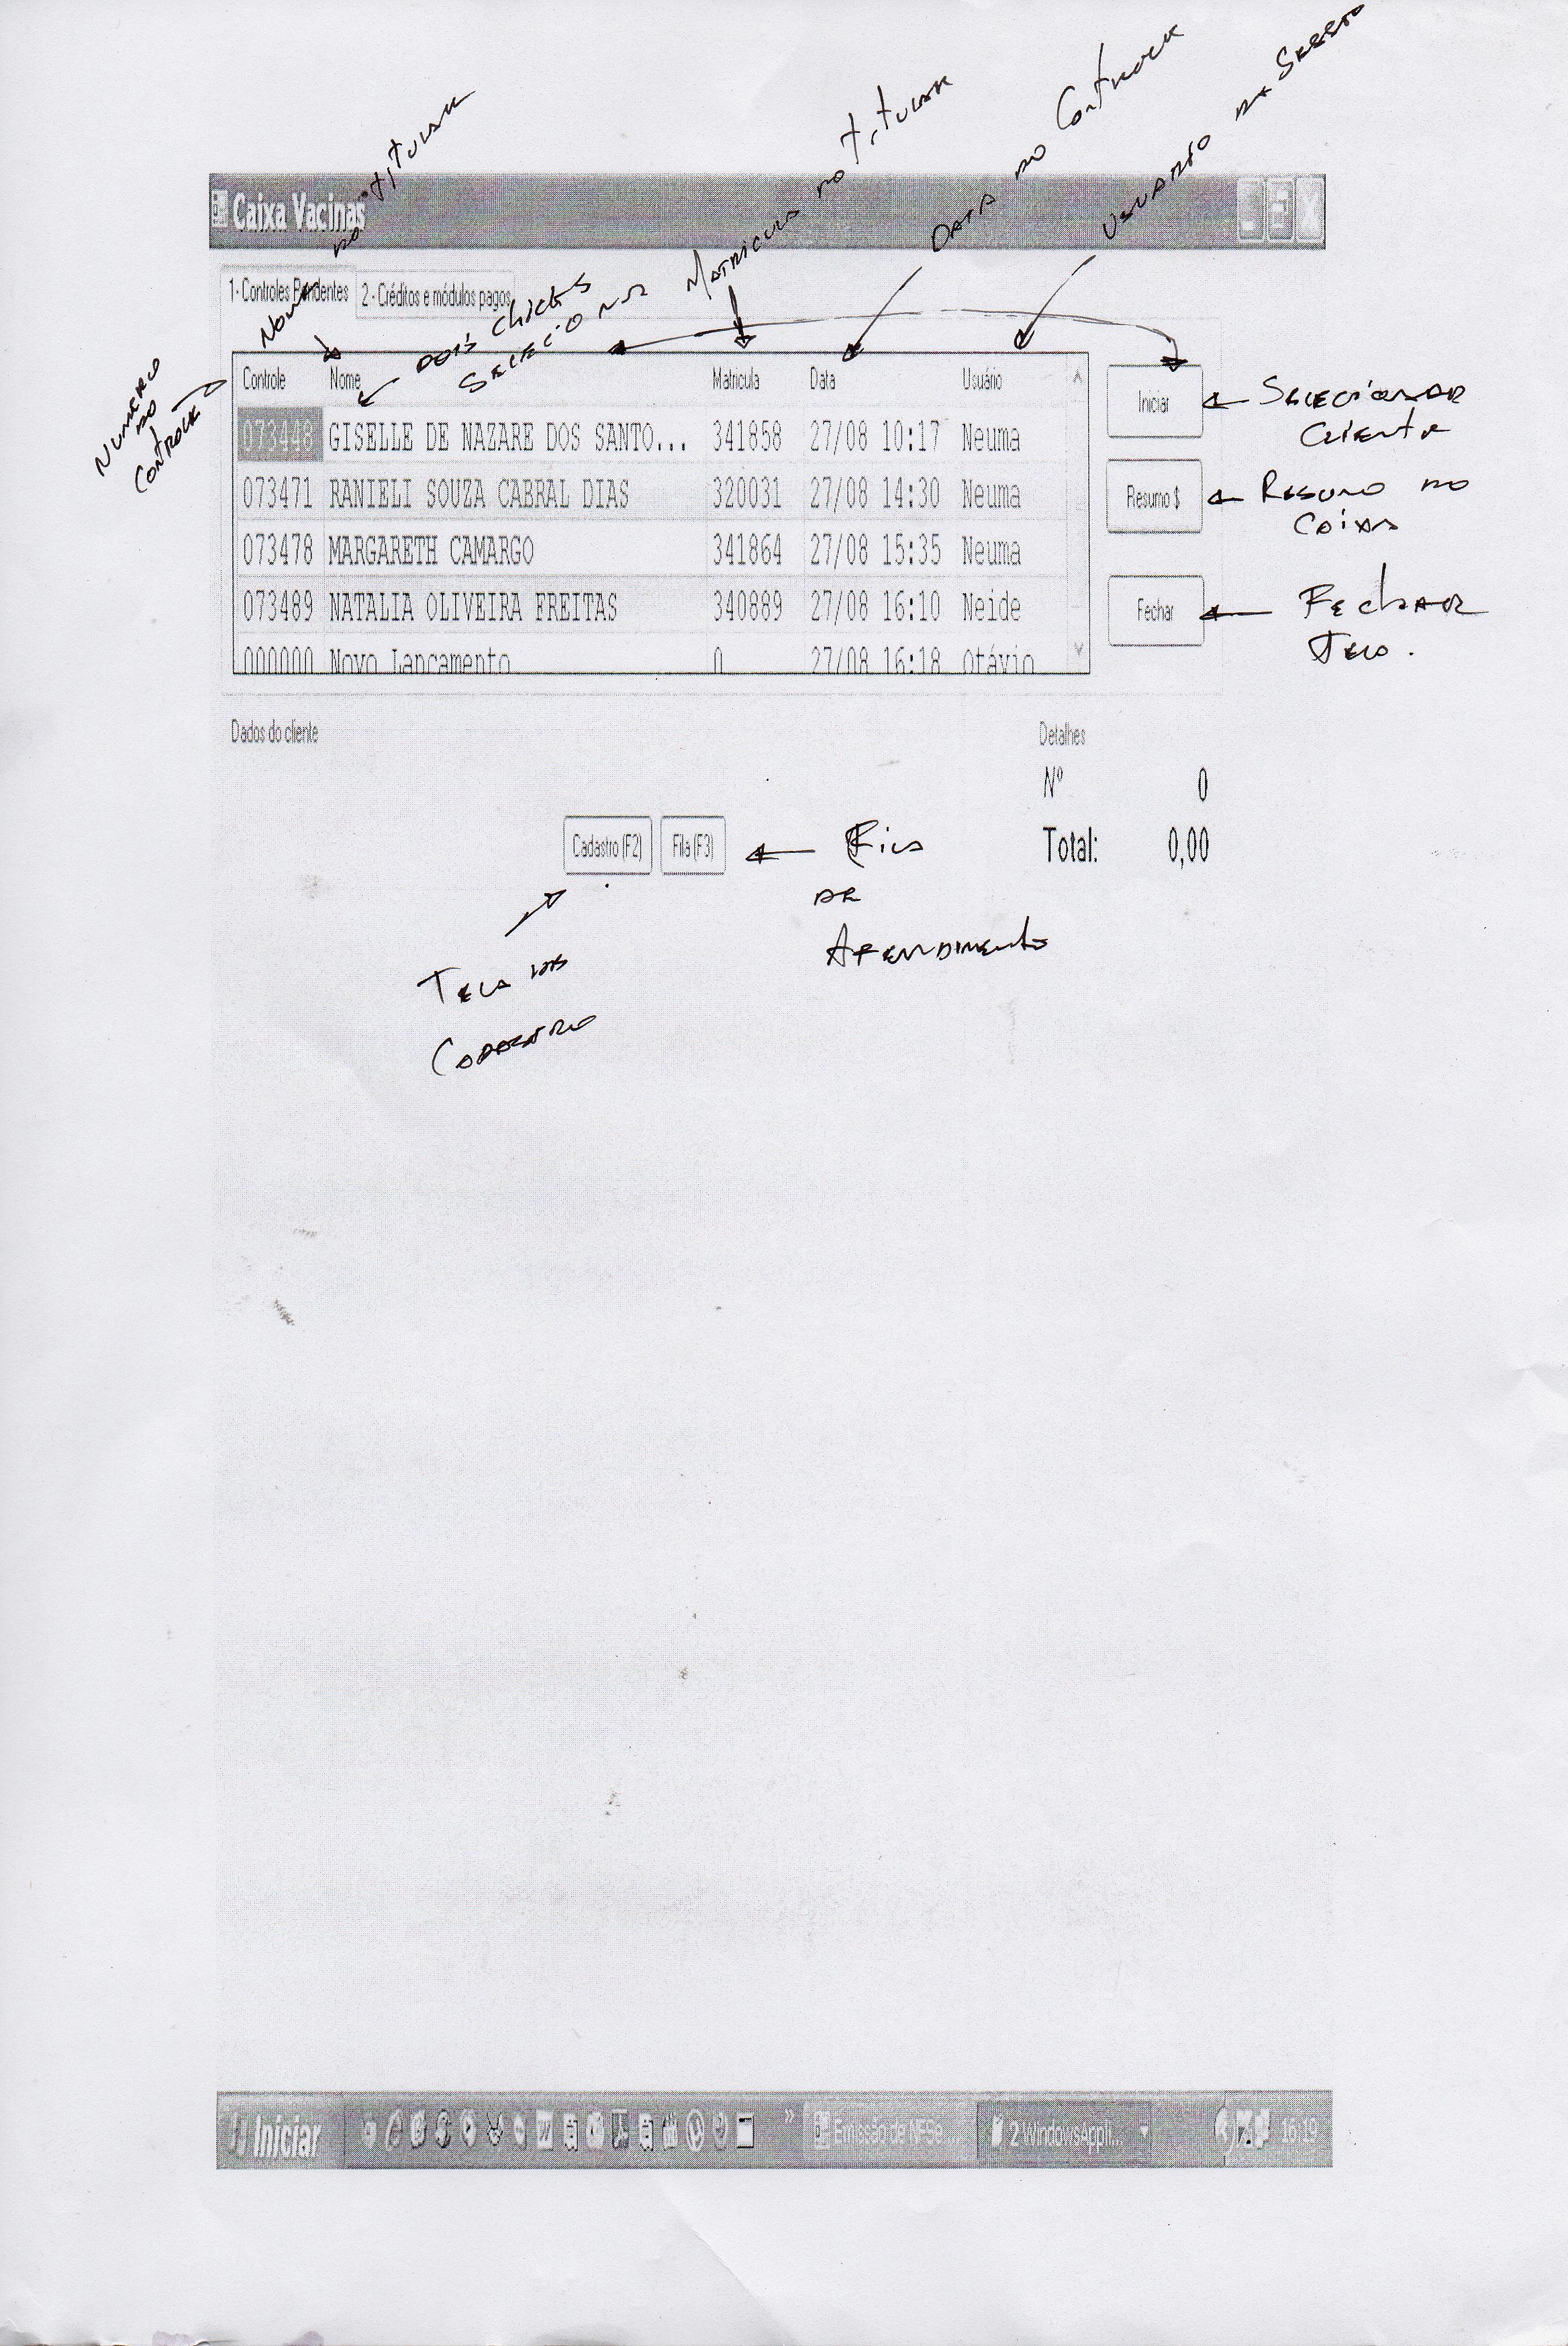 Nome do titular
Matricula do titular
Data do Controle
Usuario da Sessão
Caixa Vacinas
1- Controles Pendentes 2 - Créditos e módulos pagos
dois clicks
Numero
do
Controle
Controle Nome Matricula Data Usuário
073448 GISELLE DE NAZARE DOS SANTO... 341858 27/08 10:17 Neuma
073471 RANIELI SOUZA CABRAL DIAS 320031 27/08 14:30 Neuma
073478 MARGARETH CAMARGO 341864 27/08 15:35 Neuma
073489 NATALIA OLIVEIRA FREITAS 340889 27/08 16:10 Neide
000000 Novo Lançamento 0 27/08 16:18 Otávio
Iniciar
Selecionar
Cliente
Resumo $
Resumo do
Caixa
Fechar
Fechar
Tela.
Dados do cliente
Detalhes
Nº 0
Total: 0,00
Cadastro (F2) Fila (F3)
Fila
de
Atendimento
Tela de
Cadastro
Iniciar » Emissão de NFSe... 2 WindowsAppli... 16:19